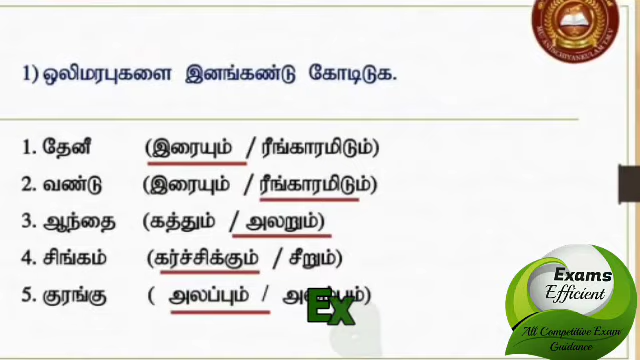 1) ஒலிமரபுகளை இனங்கண்டு கோடிடுக.
1. தேனீ (இரையும் / ரீங்காரமிடும்)
2. வண்டு (இரையும் / ரீங்காரமிடும்)
3. ஆந்தை (கத்தும் / அலறும்)
4. சிங்கம் (கர்ச்சிக்கும் / சீறும்)
5. குரங்கு ( அலப்பும் /
Ex
Exams
Efficient
All Competitive Exam
Guidance